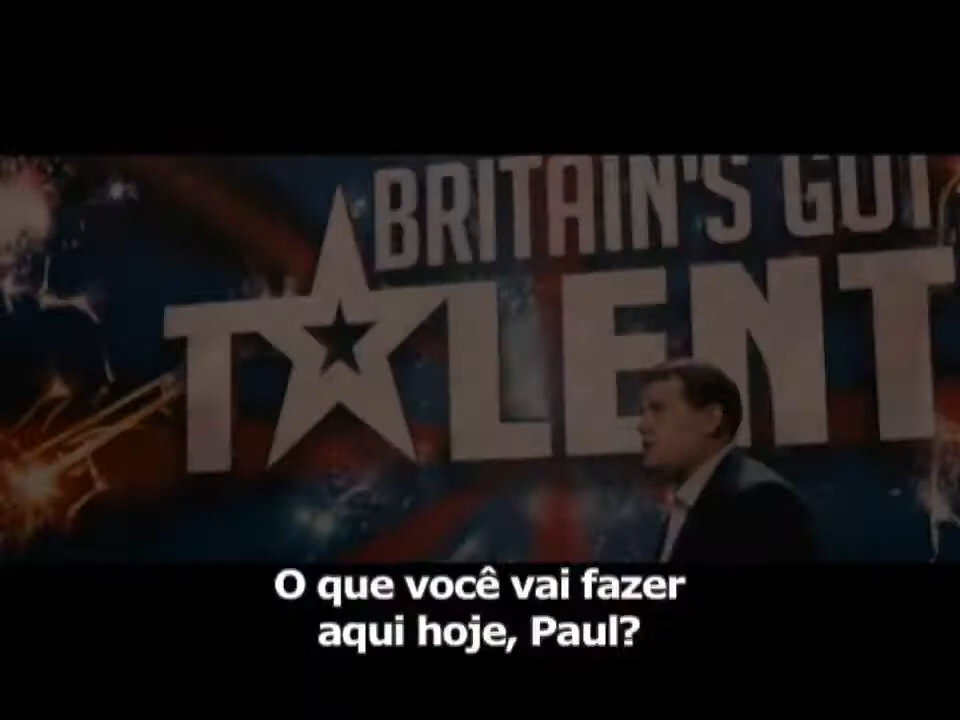 BRITAIN'S GOT
TALENT
O que você vai fazer
aqui hoje, Paul?